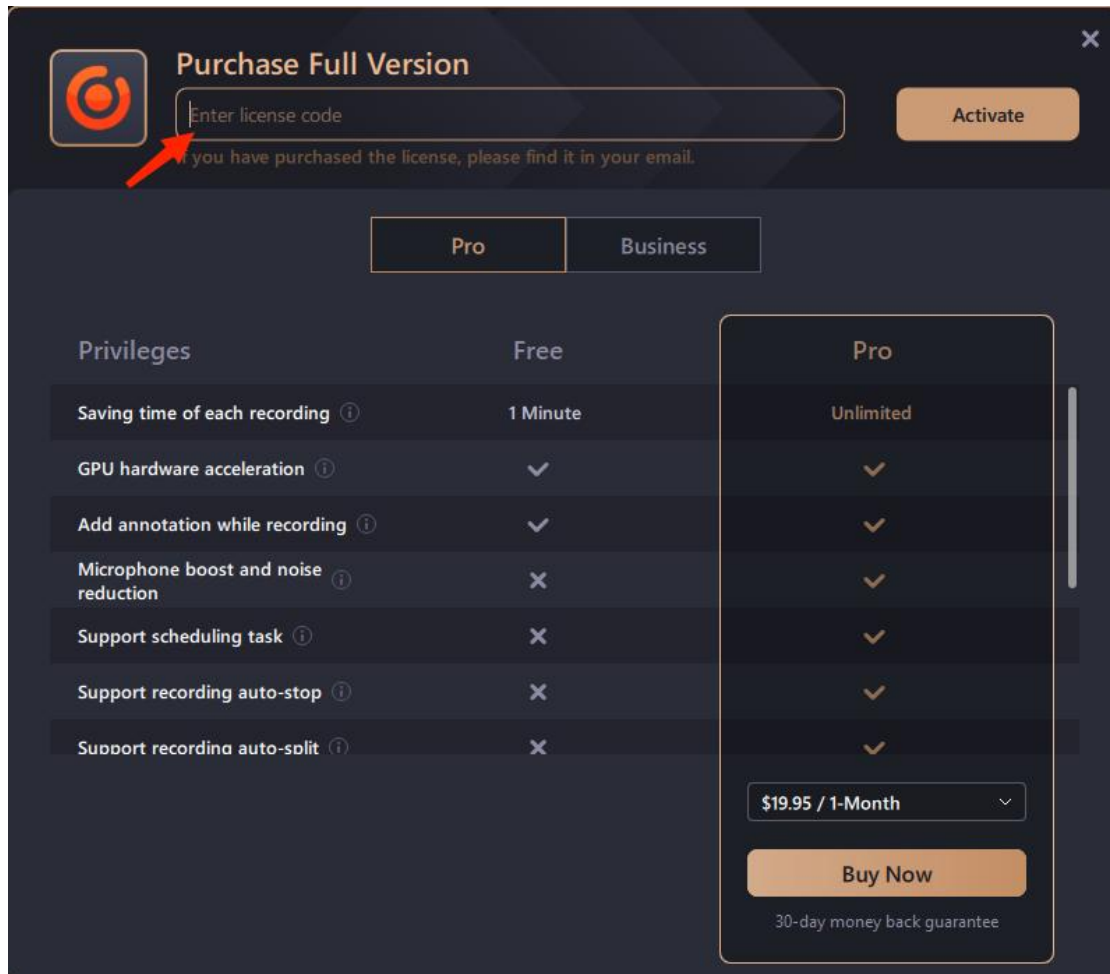 Purchase Full Version
Enter license code
Activate
If you have purchased the license, please find it in your email.
Pro
Business
Privileges
Free
Pro
Saving time of each recording
1 Minute
Unlimited
GPU hardware acceleration
Add annotation while recording
Microphone boost and noise
reduction
Support scheduling task
Support recording auto-stop
Support recording auto-split
$19.95 / 1-Month
Buy Now
30-day money back guarantee